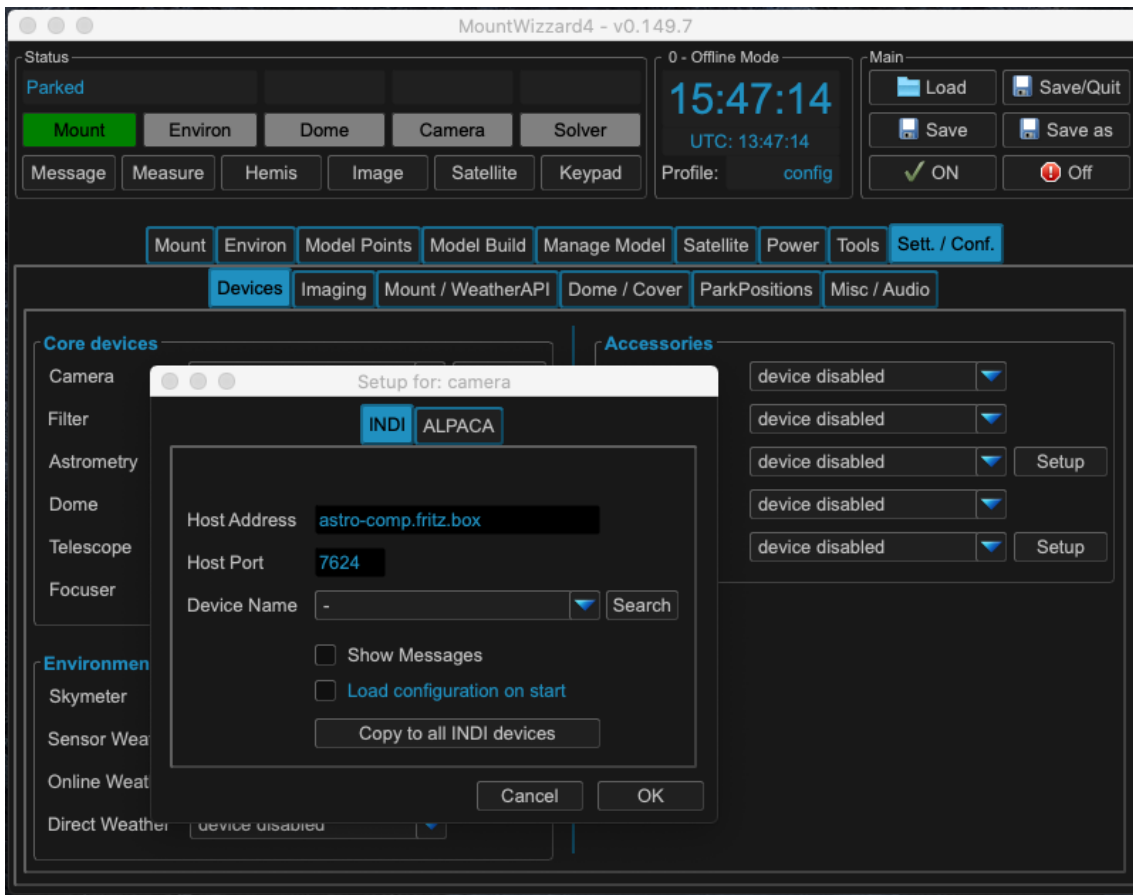 MountWizzard4 - v0.149.7
Status
Parked
Mount Environ Dome Camera Solver
Message Measure Hemis Image Satellite Keypad
0 - Offline Mode
15:47:14
UTC: 13:47:14
Profile: config
Main
Load Save/Quit
Save Save as
ON Off
Mount Environ Model Points Model Build Manage Model Satellite Power Tools Sett. / Conf.
Devices Imaging Mount / WeatherAPI Dome / Cover ParkPositions Misc / Audio
Core devices
Camera
Filter
Astrometry
Dome
Telescope
Focuser
Environmen
Skymeter
Sensor Wea
Online Weat
Direct Weather device disabled
Setup for: camera
INDI ALPACA
Host Address astro-comp.fritz.box
Host Port 7624
Device Name - Search
Show Messages
Load configuration on start
Copy to all INDI devices
Cancel OK
Accessories
device disabled
device disabled
device disabled Setup
device disabled
device disabled Setup